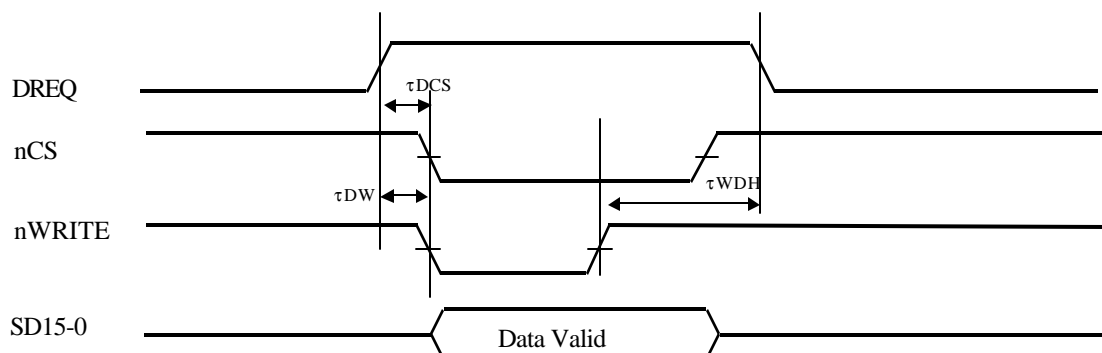 DREQ
τDCS
nCS
τDW
τWDH
nWRITE
SD15-0
Data Valid